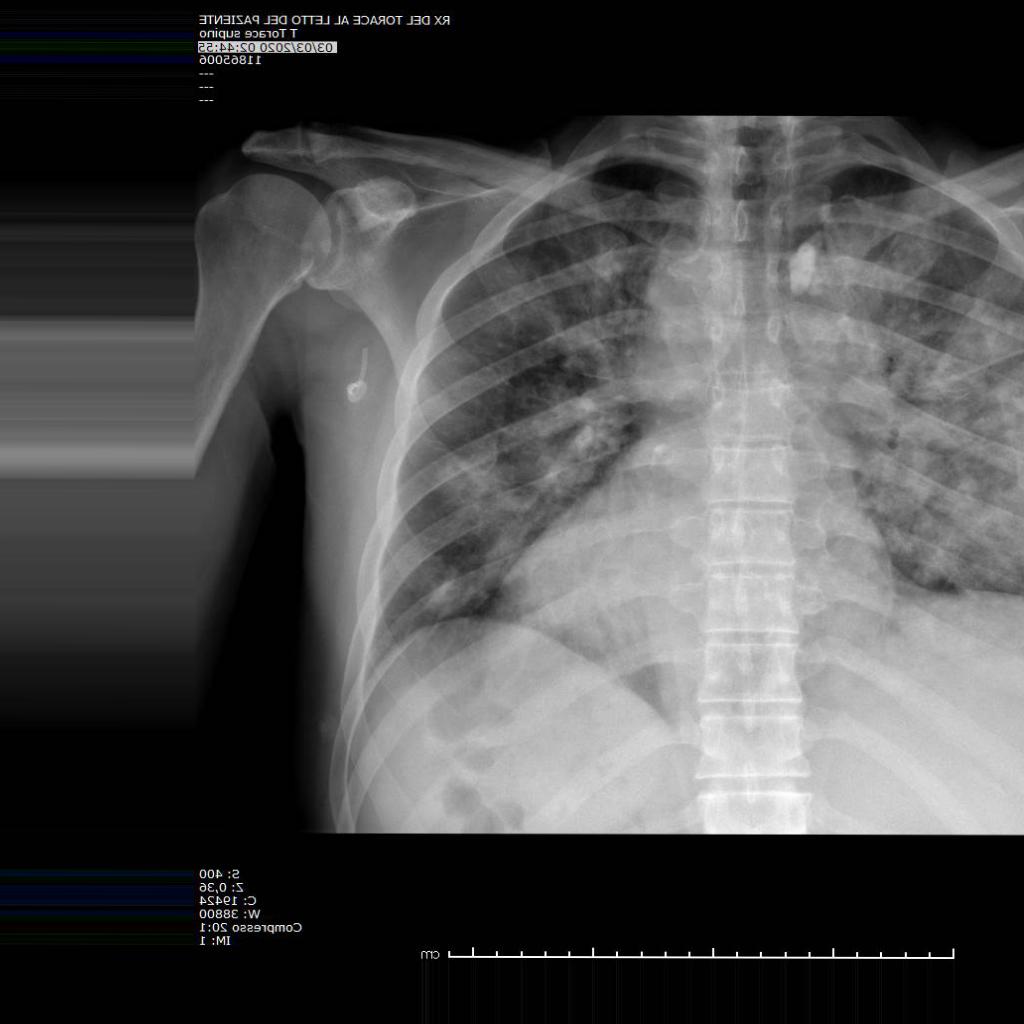 RX DEL TORACE AL LETTO DEL PAZIENTE
T Torace supino
03/03/2020 02:44:55
11865006
---
---
---
S: 400
Z: 0,36
C: 19424
W: 38800
Compresso 20:1
IM: 1
cm